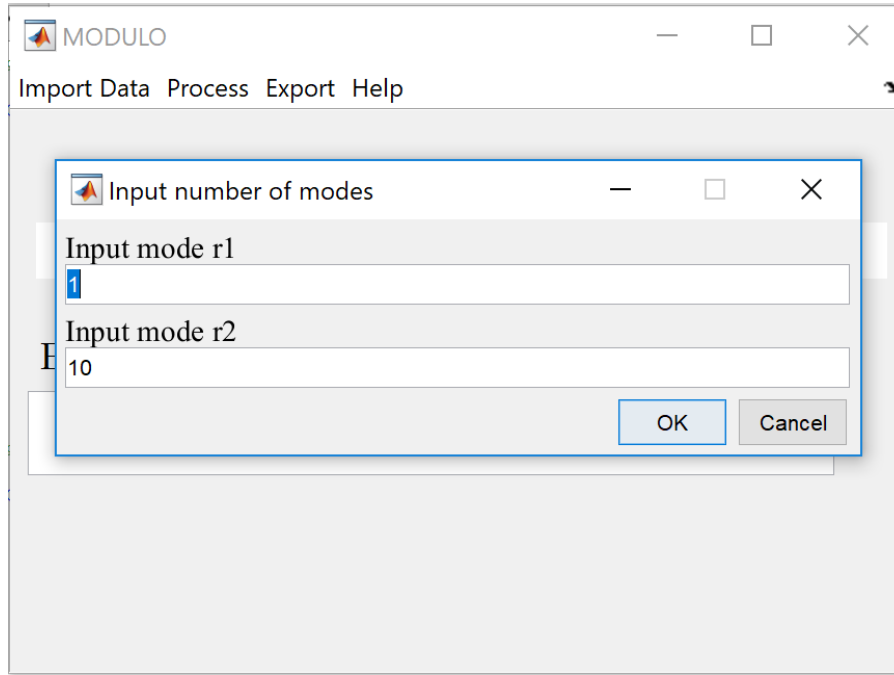 MODULO
Import Data Process Export Help
Input number of modes
Input mode r1
1
Input mode r2
10
OK Cancel